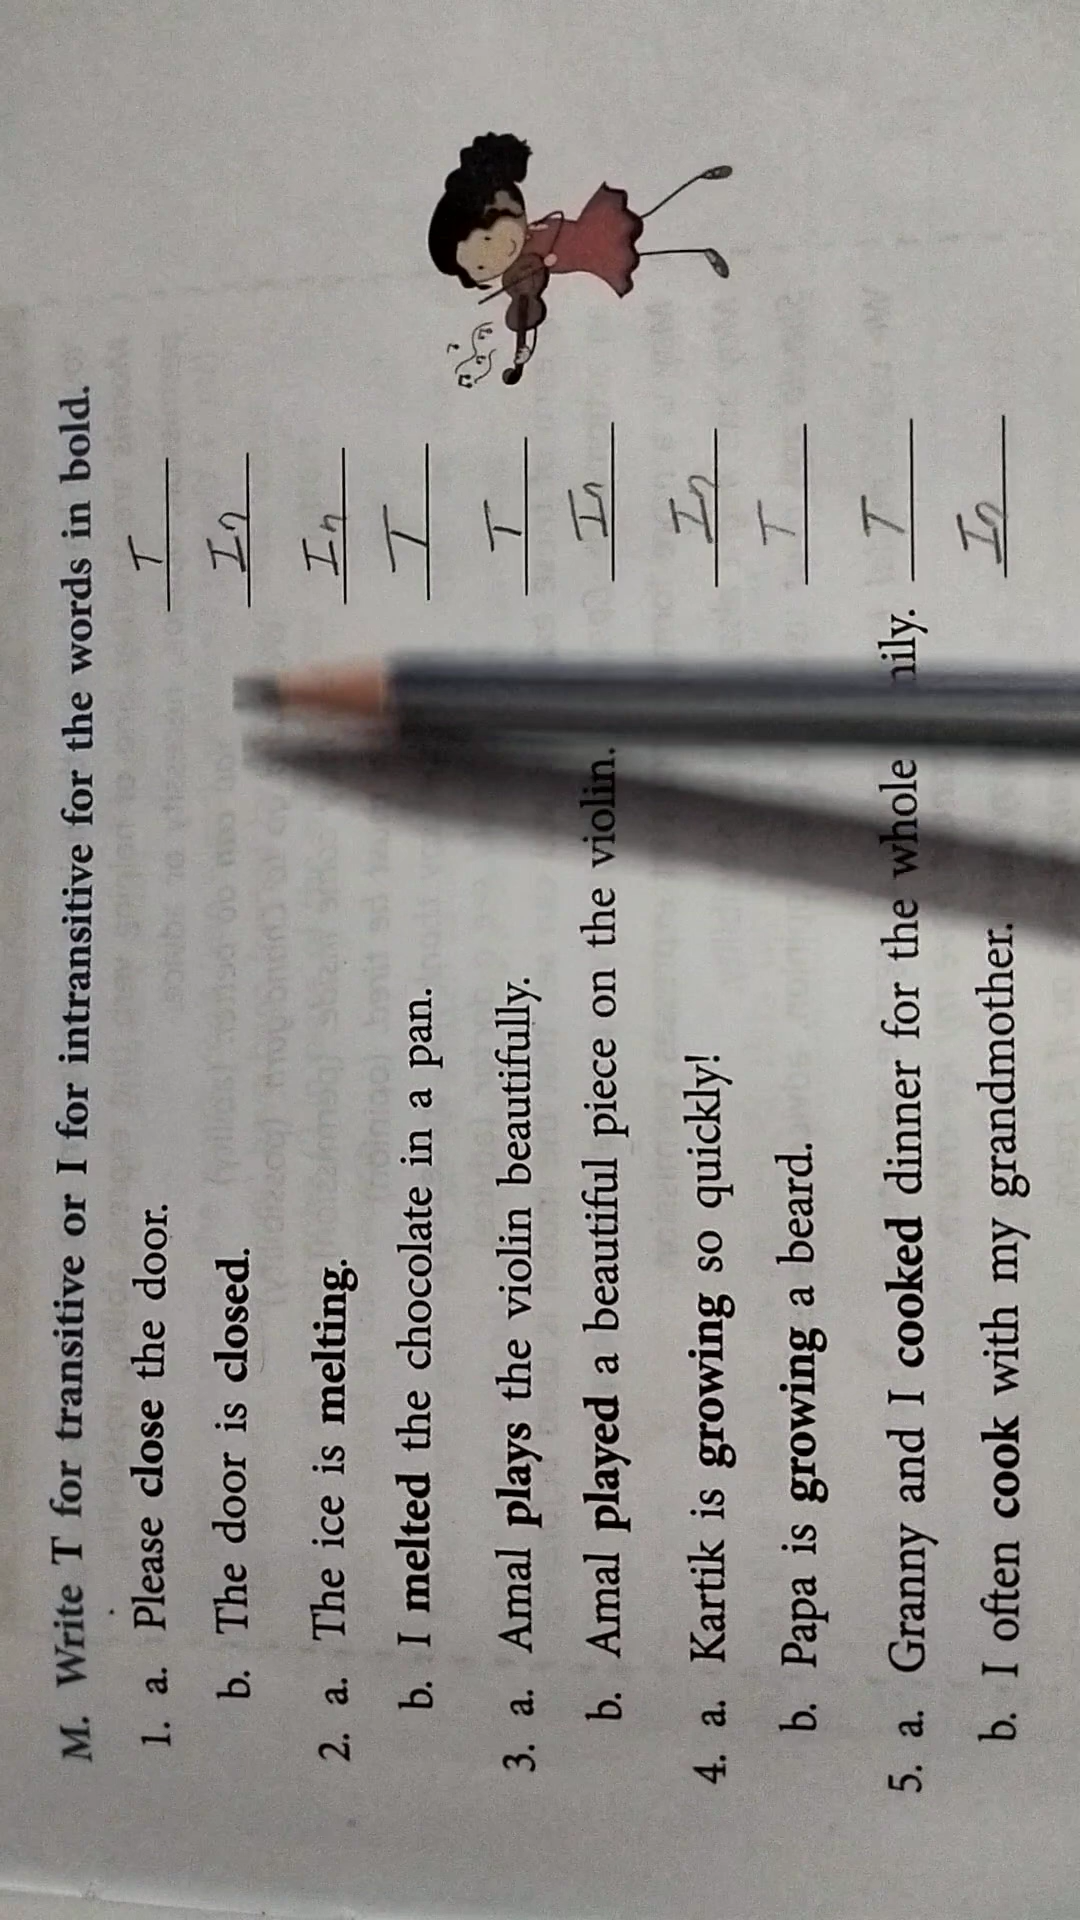 M. Write T for transitive or I for intransitive for the words in bold.
1. a. Please close the door. T
b. The door is closed. In
2. a. The ice is melting. In
b. I melted the chocolate in a pan. T
3. a. Amal plays the violin beautifully. T
b. Amal played a beautiful piece on the violin. In
4. a. Kartik is growing so quickly! In
b. Papa is growing a beard. T
5. a. Granny and I cooked dinner for the whole T
b. I often cook with my grandmother. In